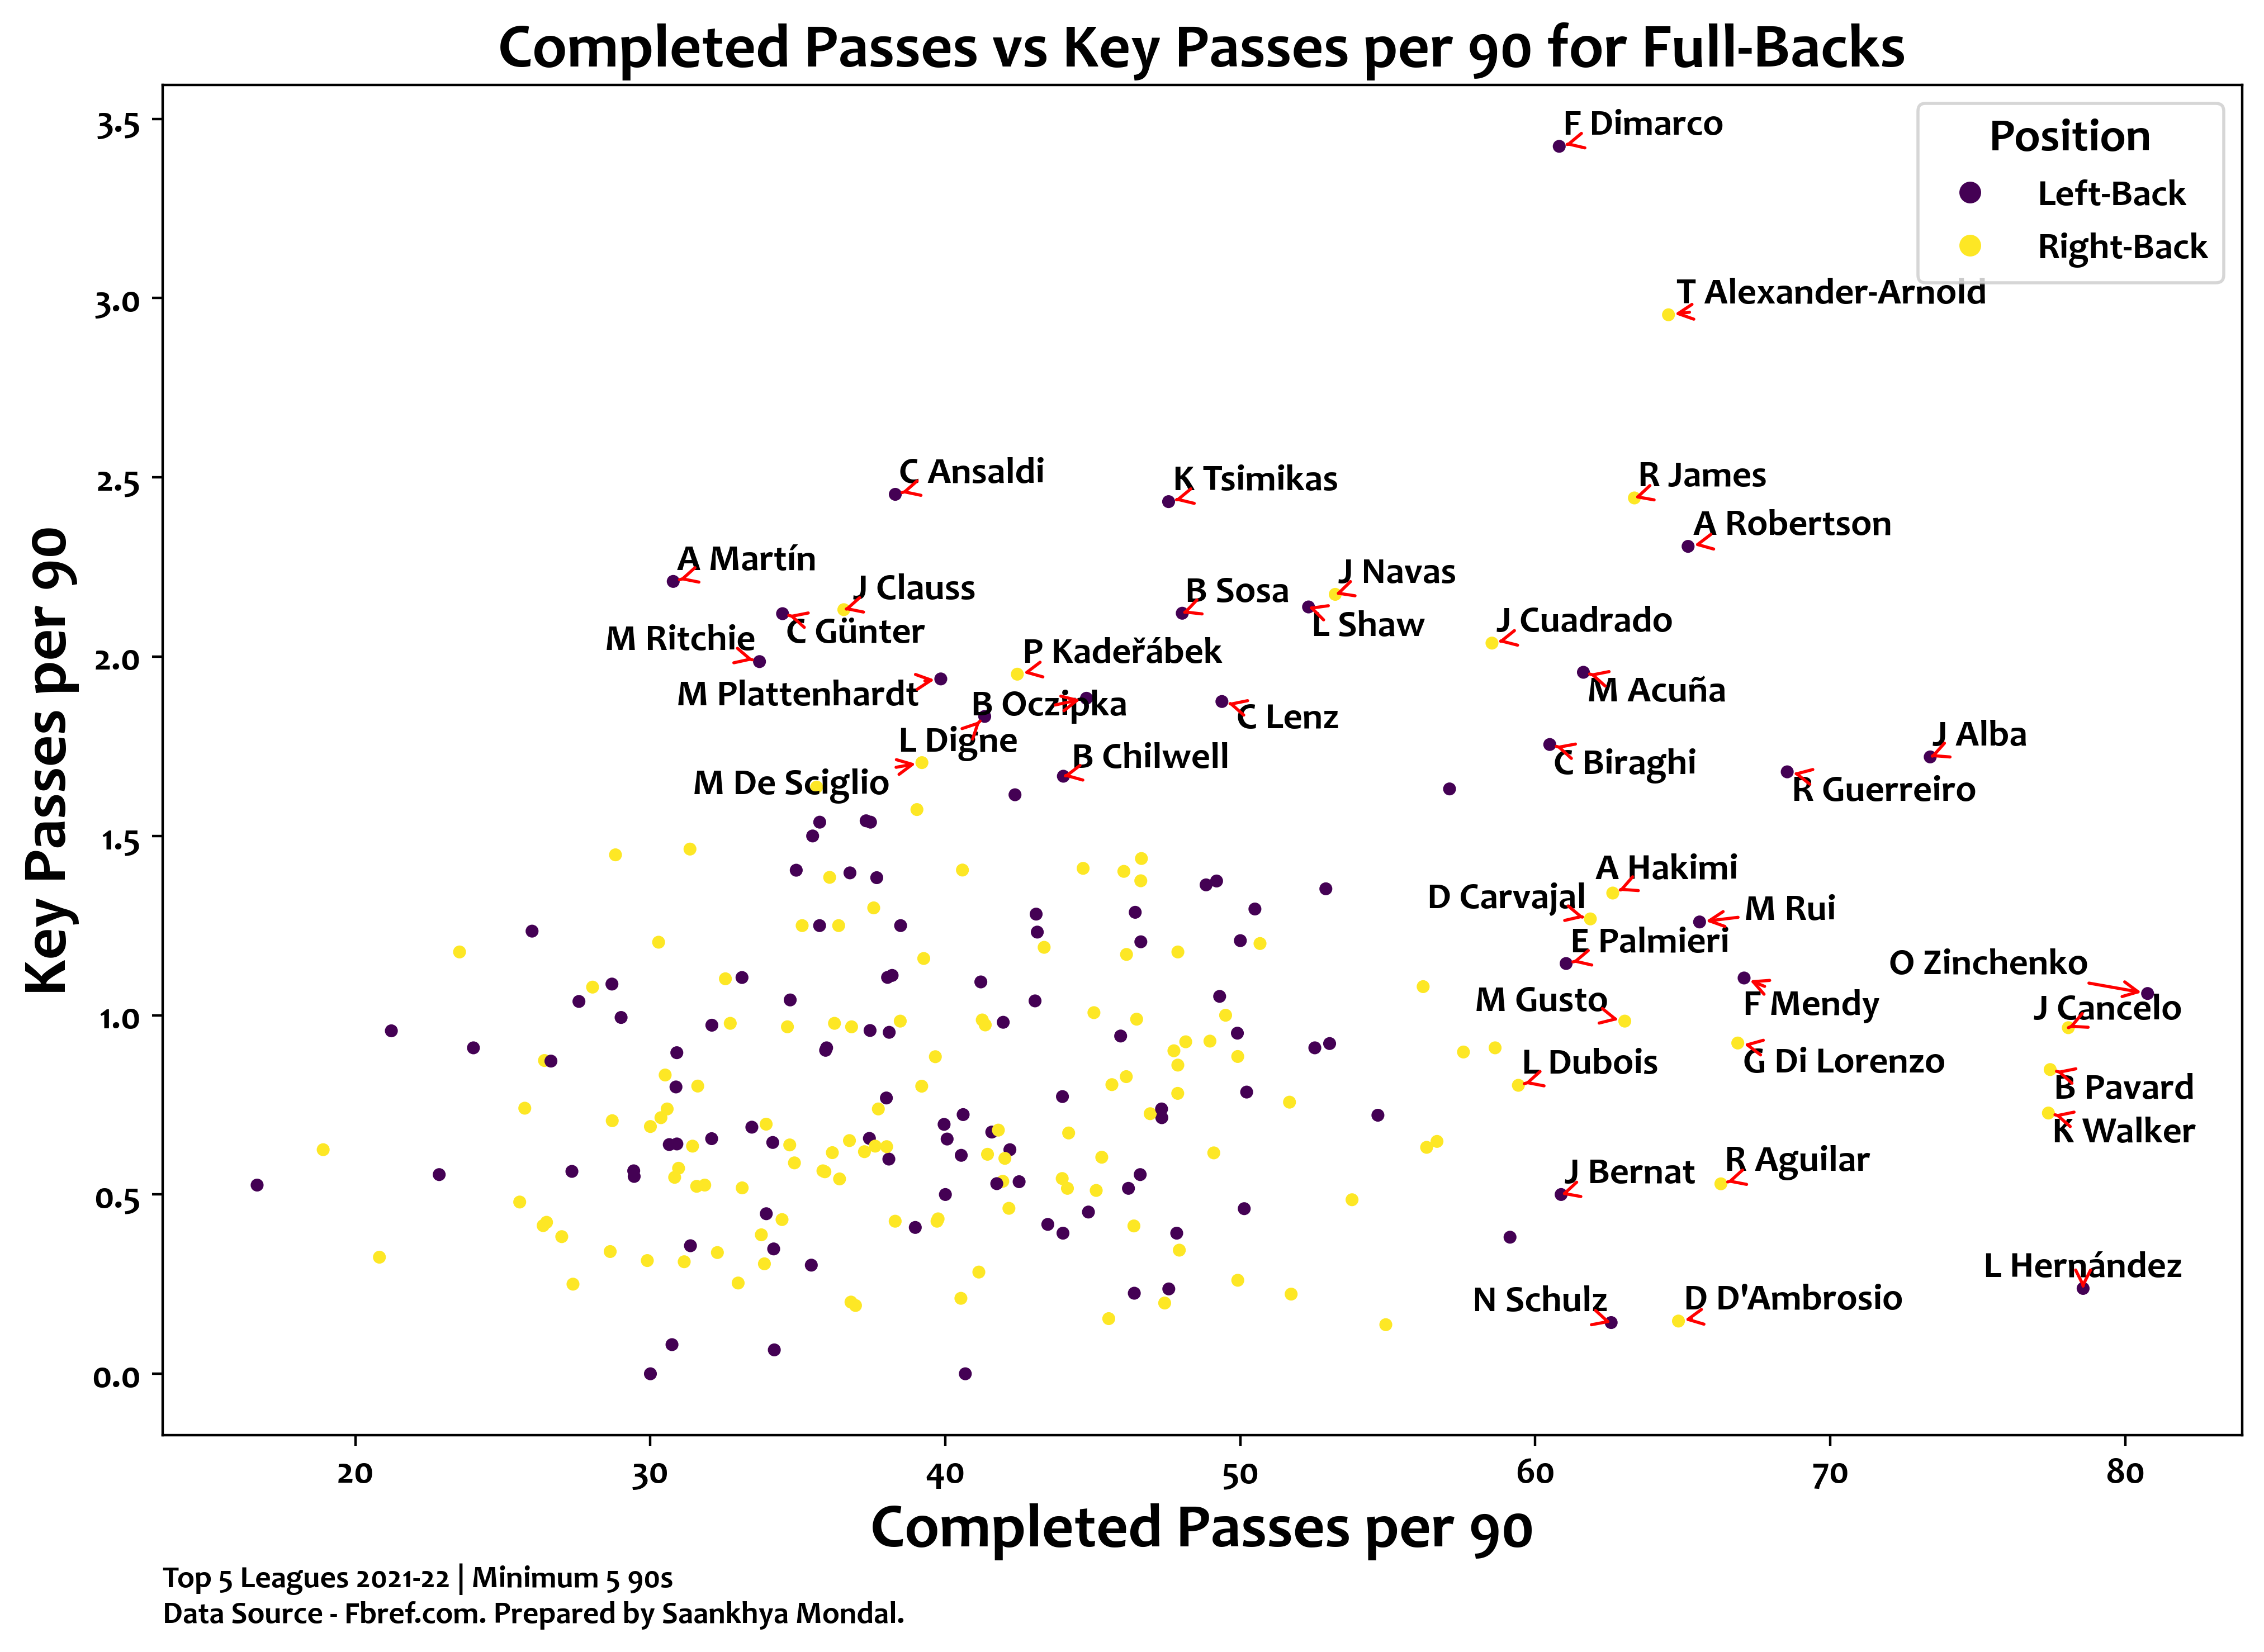 Completed Passes vs Key Passes per 90 for Full-Backs
3.5
3.0
2.5
2.0
1.5
1.0
0.5
0.0
Key Passes per 90
Position
Left-Back
Right-Back
F Dimarco
T Alexander-Arnold
C Ansaldi
K Tsimikas
R James
A Robertson
A Martín
J Clauss
B Sosa
J Navas
C Günter
L Shaw
J Cuadrado
M Ritchie
P Kadeřábek
M Plattenhardt
B Oczipka
M Acuña
C Lenz
L Digne
B Chilwell
J Alba
C Biraghi
M De Sciglio
R Guerreiro
A Hakimi
D Carvajal
M Rui
E Palmieri
O Zinchenko
M Gusto
F Mendy
J Cancelo
L Dubois
G Di Lorenzo
B Pavard
K Walker
J Bernat
R Aguilar
L Hernández
N Schulz
D D'Ambrosio
20
30
40
50
60
70
80
Completed Passes per 90
Top 5 Leagues 2021-22 | Minimum 5 90s
Data Source - Fbref.com. Prepared by Saankhya Mondal.